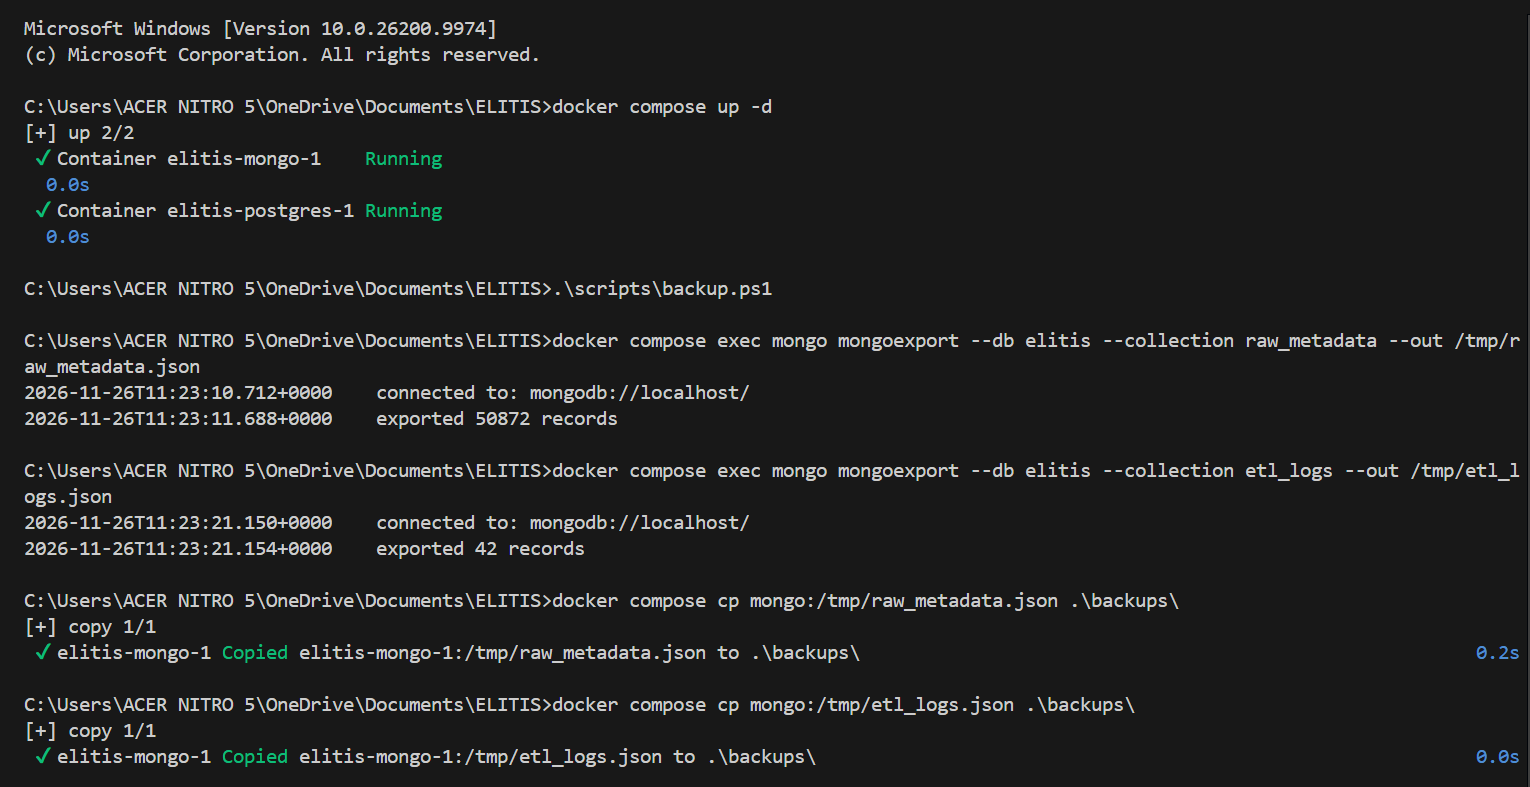 Microsoft Windows [Version 10.0.26200.9974]
(c) Microsoft Corporation. All rights reserved.
C:\Users\ACER NITRO 5\OneDrive\Documents\ELITIS>docker compose up -d
[+] up 2/2
✓ Container elitis-mongo-1 Running
0.0s
✓ Container elitis-postgres-1 Running
0.0s
C:\Users\ACER NITRO 5\OneDrive\Documents\ELITIS>.\scripts\backup.ps1
C:\Users\ACER NITRO 5\OneDrive\Documents\ELITIS>docker compose exec mongo mongoexport --db elitis --collection raw_metadata --out /tmp/r
aw_metadata.json
2026-11-26T11:23:10.712+0000 connected to: mongodb://localhost/
2026-11-26T11:23:11.688+0000 exported 50872 records
C:\Users\ACER NITRO 5\OneDrive\Documents\ELITIS>docker compose exec mongo mongoexport --db elitis --collection etl_logs --out /tmp/etl_l
ogs.json
2026-11-26T11:23:21.150+0000 connected to: mongodb://localhost/
2026-11-26T11:23:21.154+0000 exported 42 records
C:\Users\ACER NITRO 5\OneDrive\Documents\ELITIS>docker compose cp mongo:/tmp/raw_metadata.json .\backups\
[+] copy 1/1
✓ elitis-mongo-1 Copied elitis-mongo-1:/tmp/raw_metadata.json to .\backups\ 0.2s
C:\Users\ACER NITRO 5\OneDrive\Documents\ELITIS>docker compose cp mongo:/tmp/etl_logs.json .\backups\
[+] copy 1/1
✓ elitis-mongo-1 Copied elitis-mongo-1:/tmp/etl_logs.json to .\backups\ 0.0s